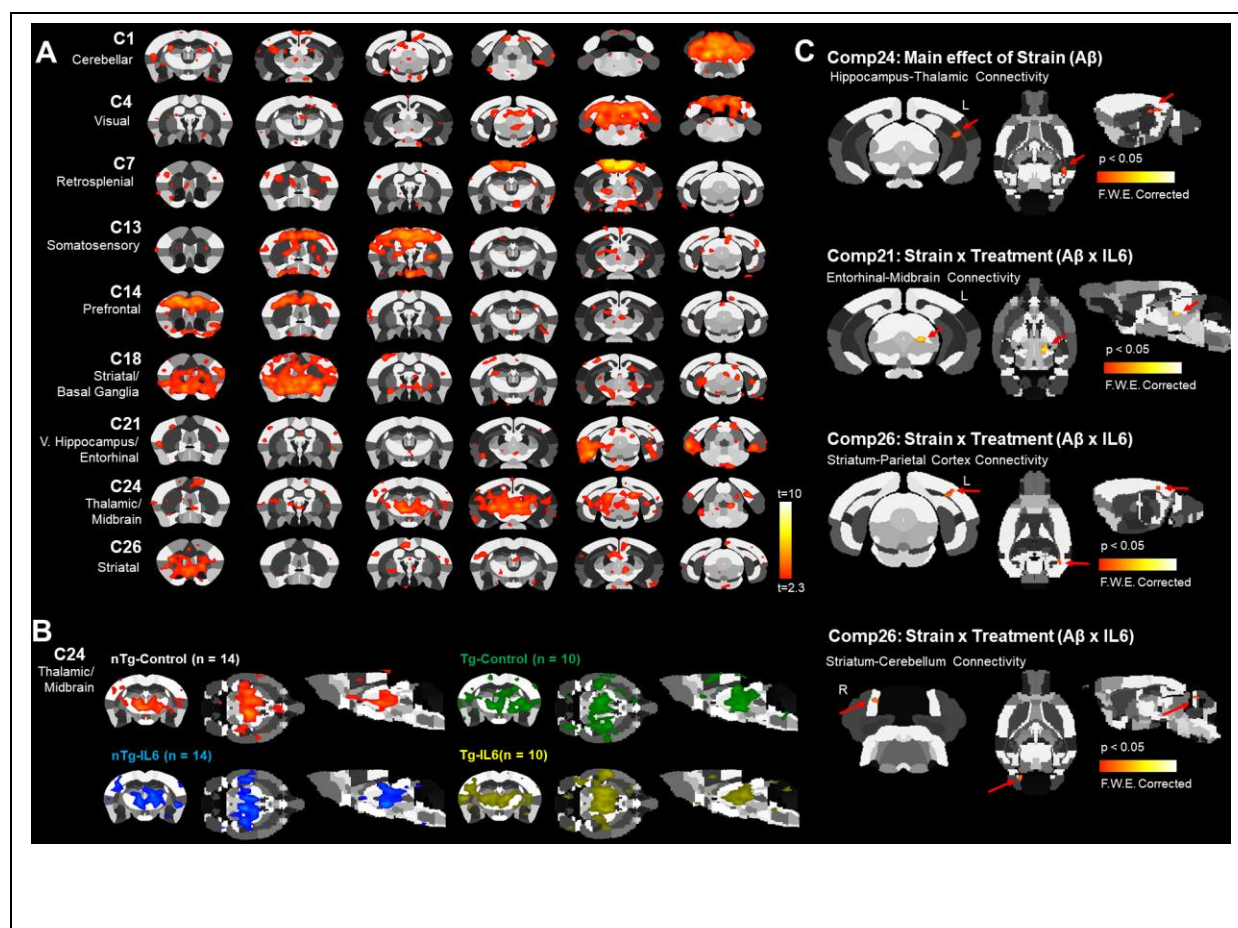 A
C1
Cerebellar
C4
Visual
C7
Retrosplenial
C13
Somatosensory
C14
Prefrontal
C18
Striatal/
Basal Ganglia
C21
V. Hippocampus/
Entorhinal
C24
Thalamic/
Midbrain
C26
Striatal
t=10
t=2.3
B
C24
Thalamic/
Midbrain
nTg-Control (n = 14)
Tg-Control (n = 10)
nTg-IL6 (n = 14)
Tg-IL6(n = 10)
C
Comp24: Main effect of Strain (Aβ)
Hippocampus-Thalamic Connectivity
L
p < 0.05
F.W.E. Corrected
Comp21: Strain x Treatment (Aβ x IL6)
Entorhinal-Midbrain Connectivity
L
p < 0.05
F.W.E. Corrected
Comp26: Strain x Treatment (Aβ x IL6)
Striatum-Parietal Cortex Connectivity
L
p < 0.05
F.W.E. Corrected
Comp26: Strain x Treatment (Aβ x IL6)
Striatum-Cerebellum Connectivity
R
p < 0.05
F.W.E. Corrected